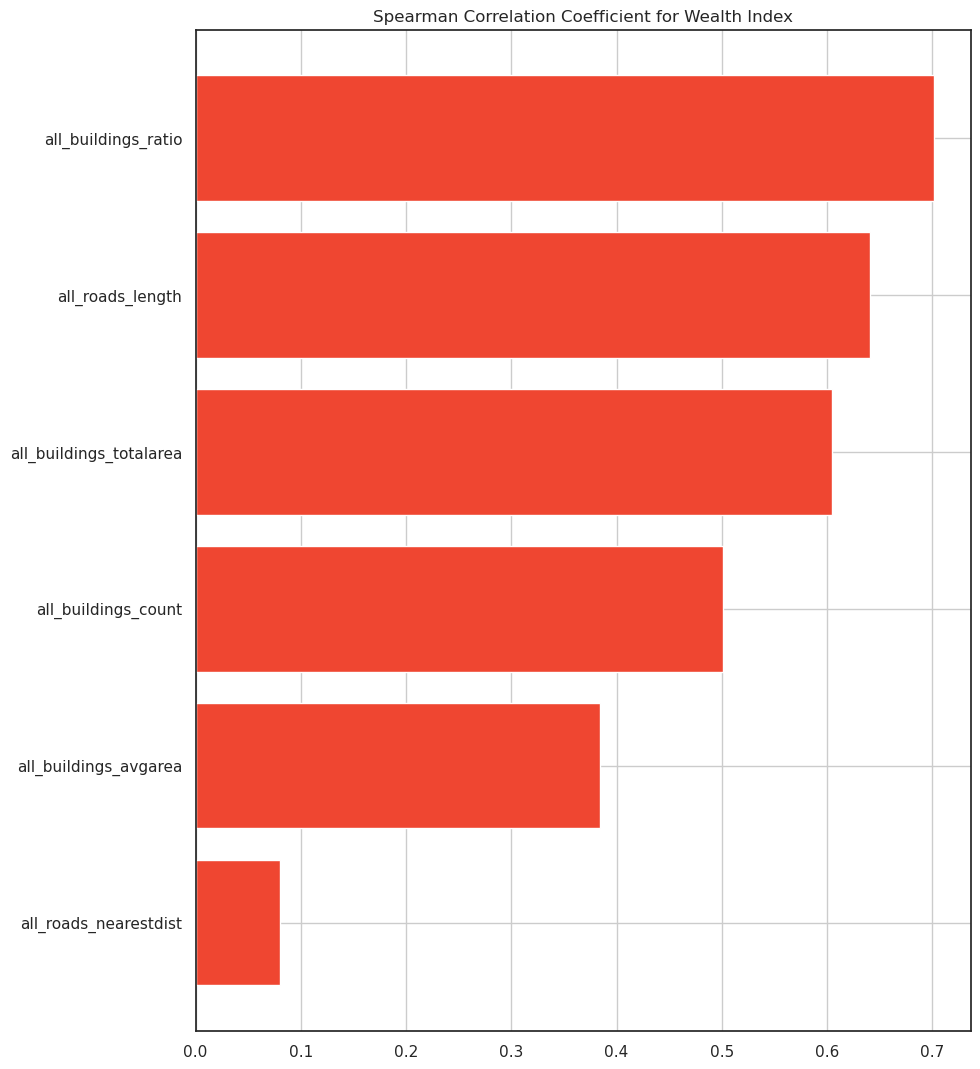 Spearman Correlation Coefficient for Wealth Index
all_buildings_ratio
all_roads_length
all_buildings_totalarea
all_buildings_count
all_buildings_avgarea
all_roads_nearestdist
0.0 0.1 0.2 0.3 0.4 0.5 0.6 0.7